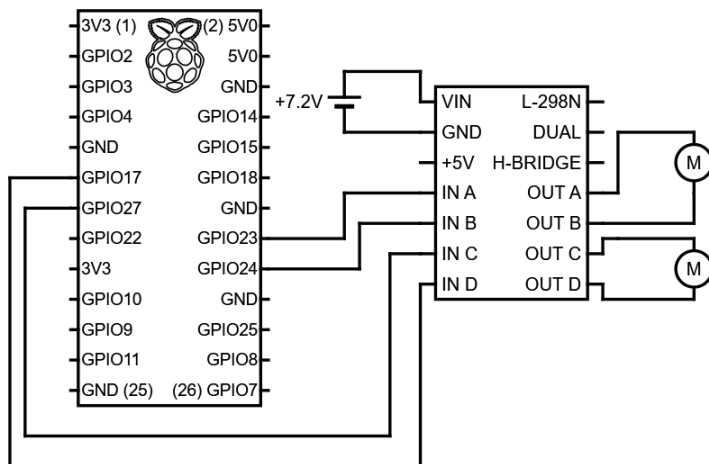 3V3 (1)
(2) 5V0
GPIO2
5V0
GPIO3
GND
GPIO4
GPIO14
GND
GPIO15
GPIO17
GPIO18
GPIO27
GND
GPIO22
GPIO23
3V3
GPIO24
GPIO10
GND
GPIO9
GPIO25
GPIO11
GPIO8
GND (25)
(26) GPIO7
+7.2V
VIN
L-298N
GND
DUAL
+5V
H-BRIDGE
IN A
OUT A
IN B
OUT B
IN C
OUT C
IN D
OUT D
M
M